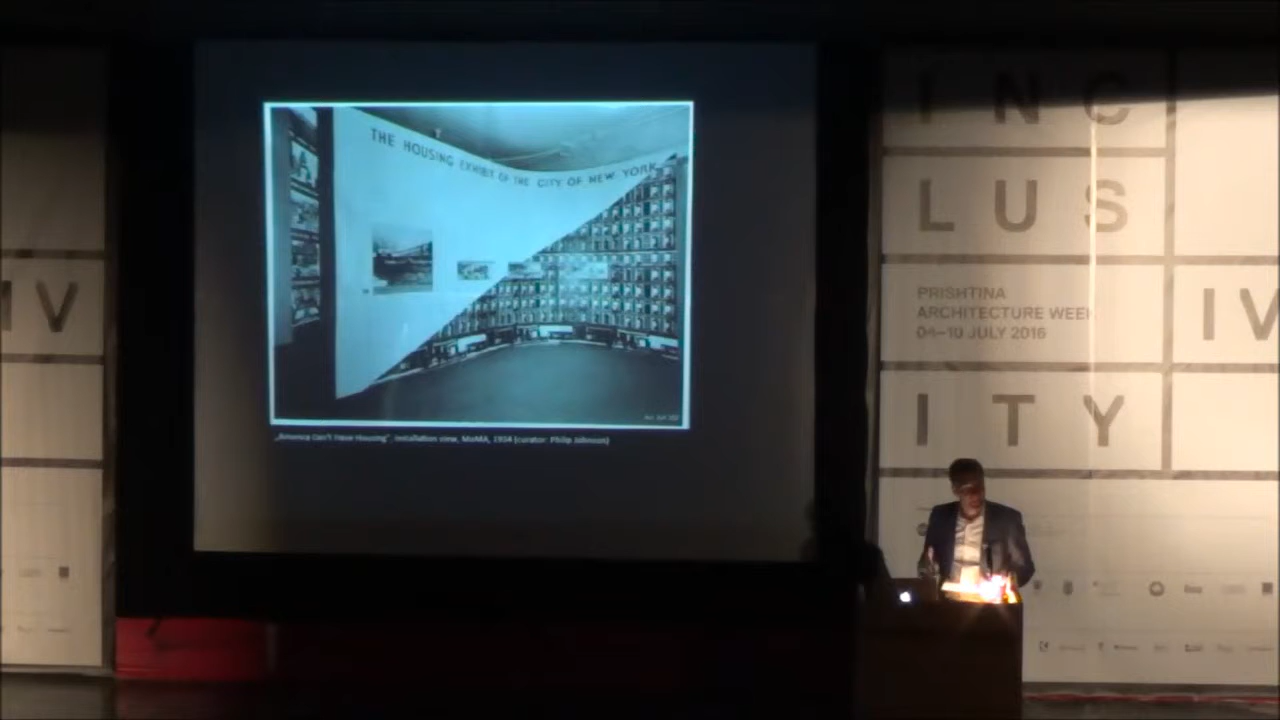 THE HOUSING EXHIBIT OF THE CITY OF NEW YORK
„America Can't Have Housing", installation view, MoMA, 1934 (curator: Philip Johnson)
INC
LUS
PRISHTINA
ARCHITECTURE WEEK
04–10 JULY 2016
ITY
IV
IV